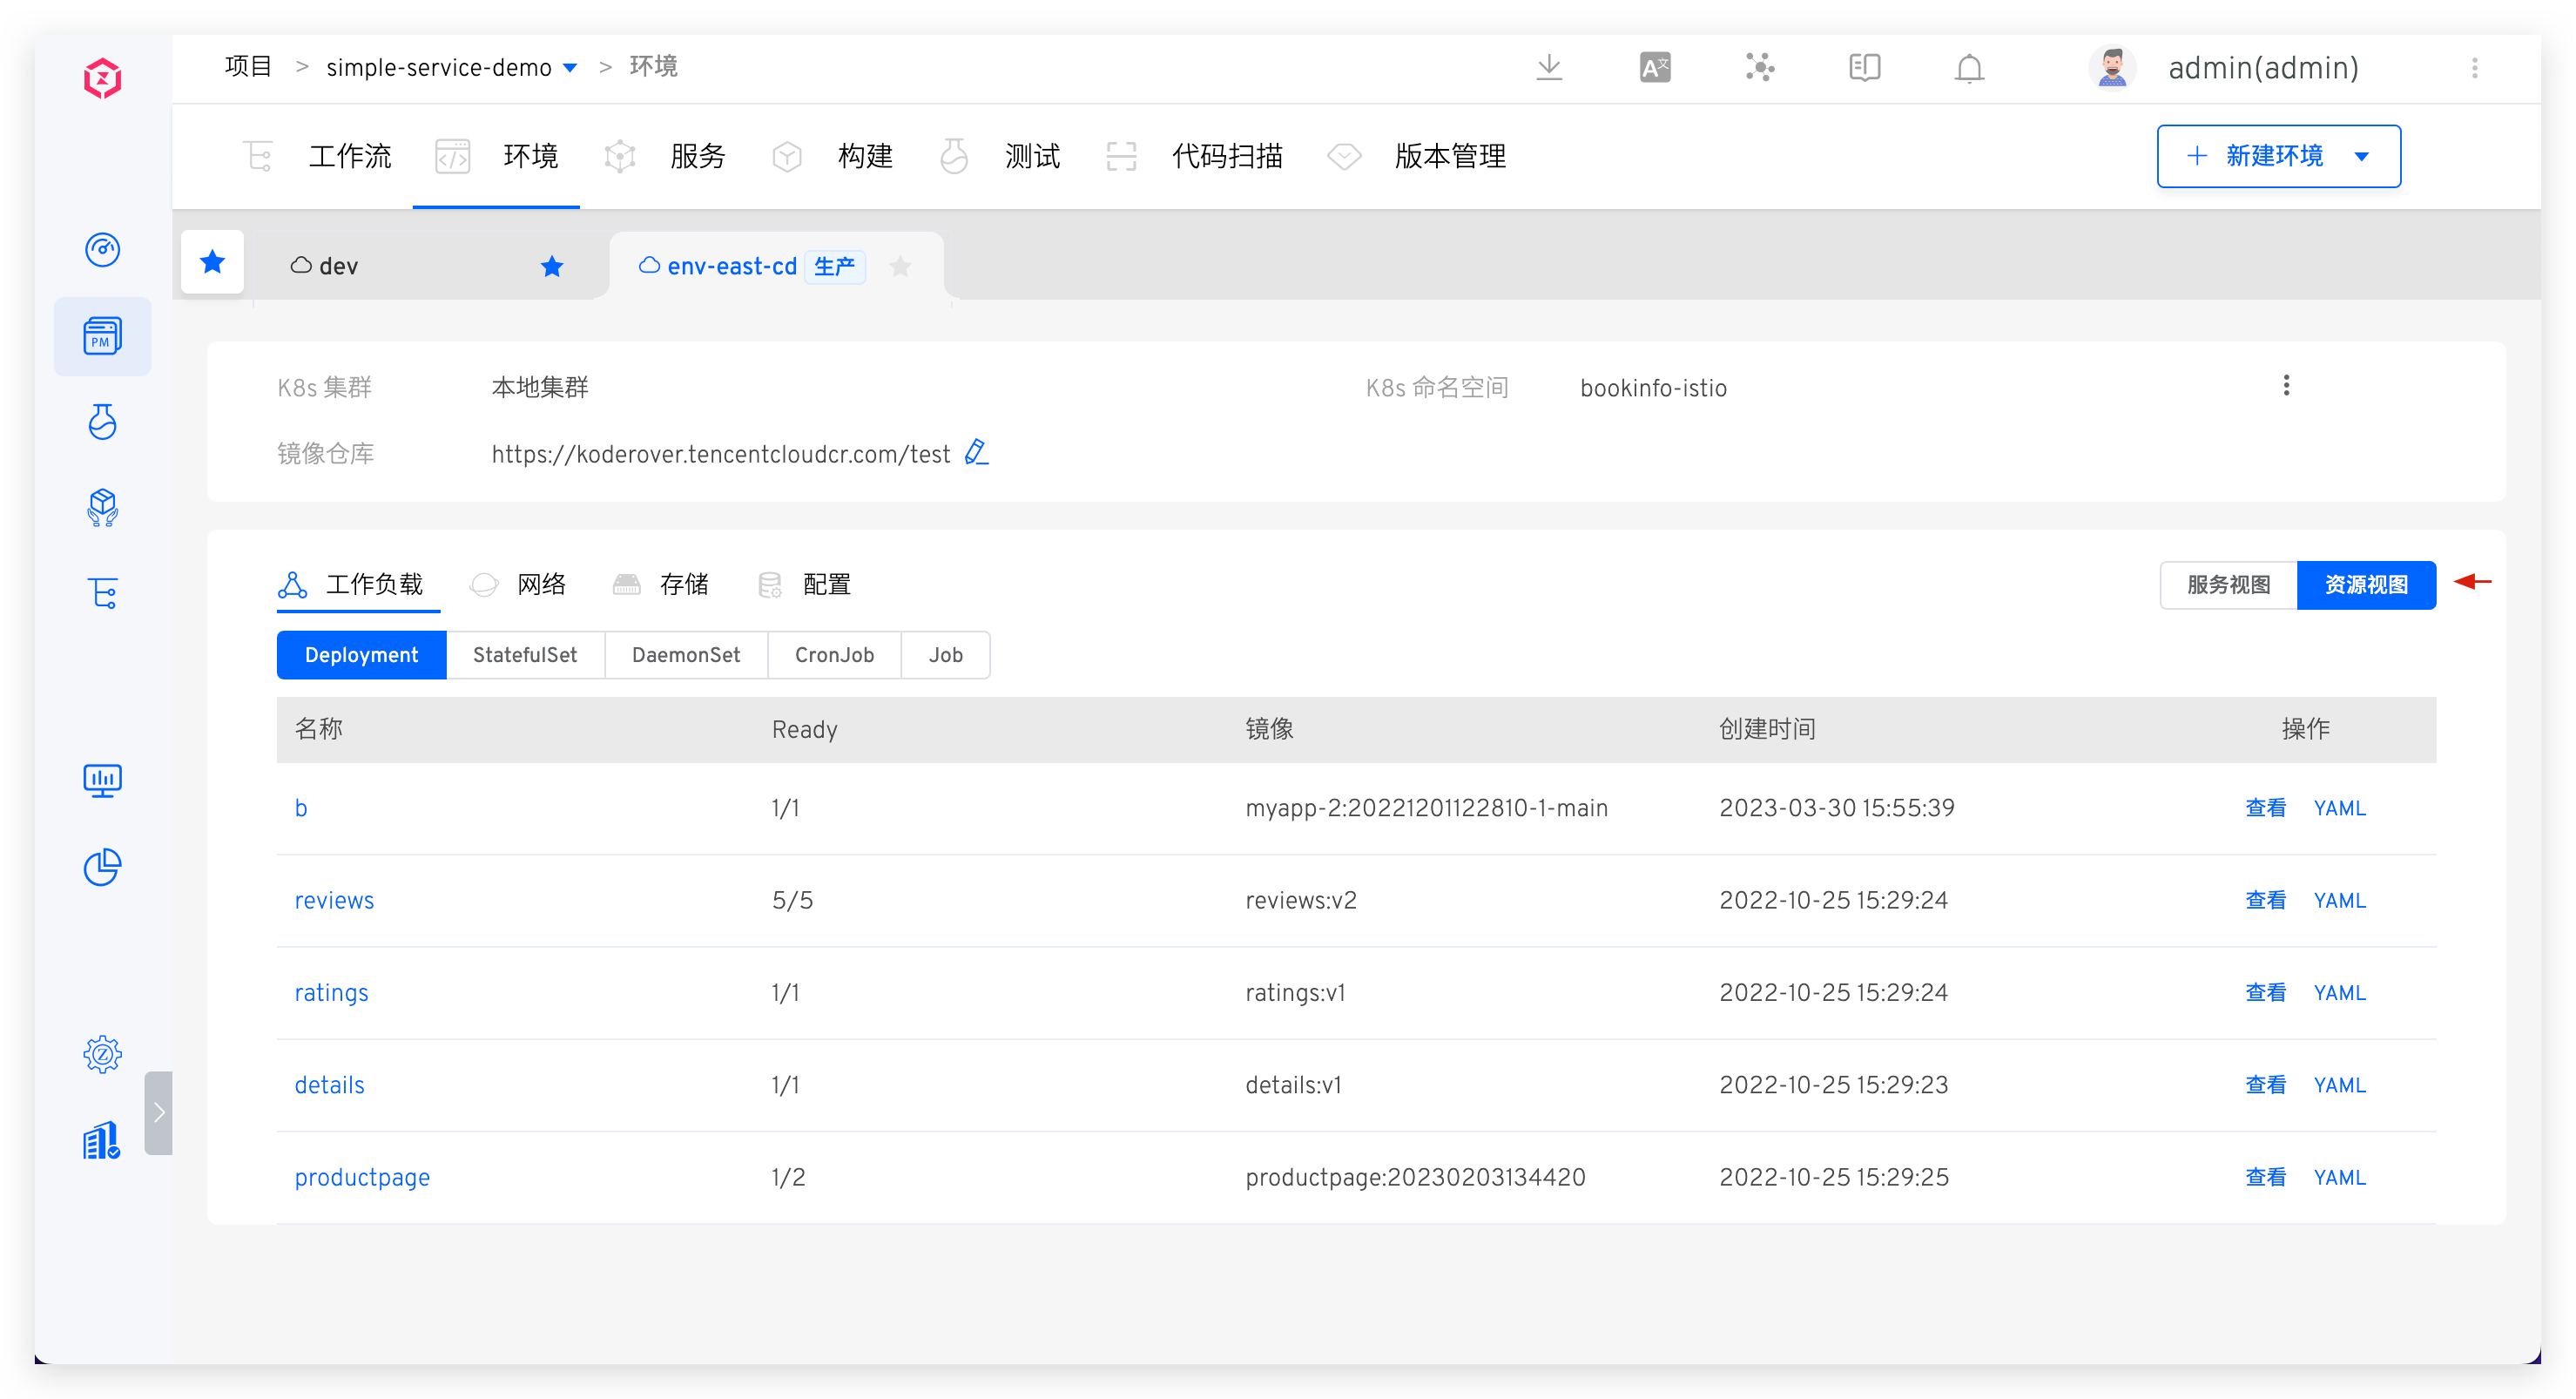 项目 > simple-service-demo > 环境
admin(admin)
工作流 环境 服务 构建 测试 代码扫描 版本管理
+ 新建环境
dev
env-east-cd 生产
PM
K8s 集群 本地集群 K8s 命名空间 bookinfo-istio
镜像仓库 https://koderover.tencentcloudcr.com/test
工作负载 网络 存储 配置 服务视图 资源视图
Deployment StatefulSet DaemonSet CronJob Job
名称 Ready 镜像 创建时间 操作
b 1/1 myapp-2:20221201122810-1-main 2023-03-30 15:55:39 查看 YAML
reviews 5/5 reviews:v2 2022-10-25 15:29:24 查看 YAML
ratings 1/1 ratings:v1 2022-10-25 15:29:24 查看 YAML
details 1/1 details:v1 2022-10-25 15:29:23 查看 YAML
productpage 1/2 productpage:20230203134420 2022-10-25 15:29:25 查看 YAML